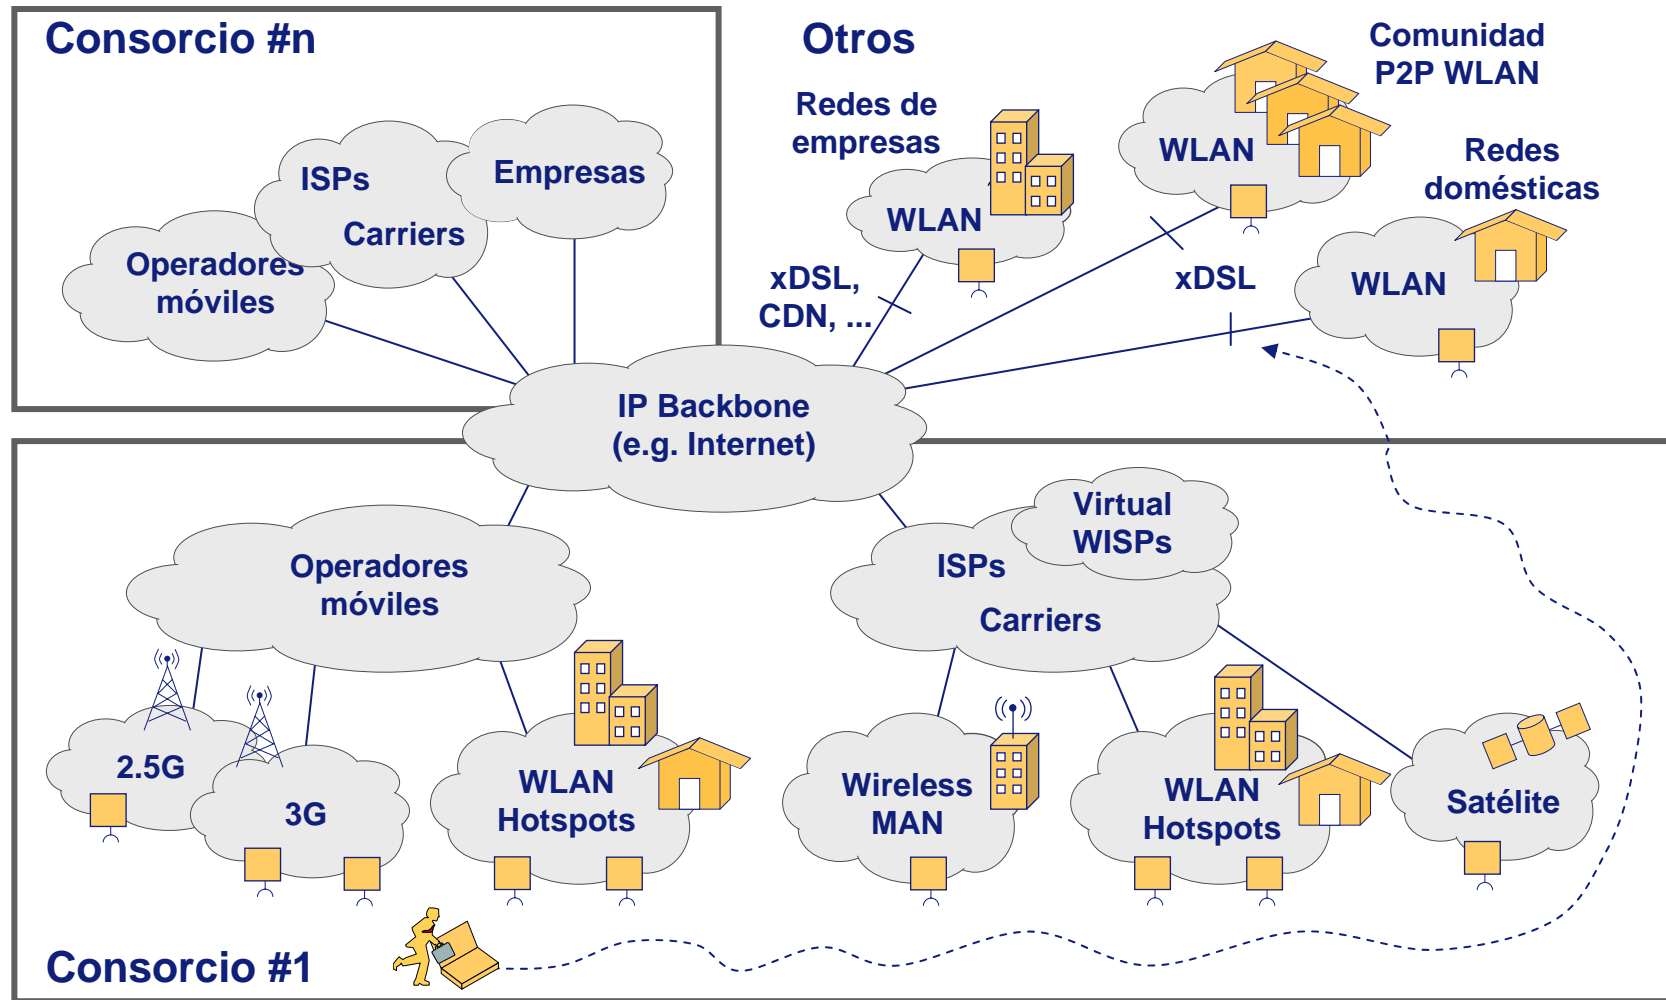 Consorcio #n
ISPs
Carriers
Empresas
Operadores
móviles
Otros
Redes de
empresas
WLAN
xDSL,
CDN, ...
Comunidad
P2P WLAN
WLAN
Redes
domésticas
xDSL
WLAN
IP Backbone
(e.g. Internet)
Operadores
móviles
Virtual
WISPs
ISPs
Carriers
2.5G
3G
WLAN
Hotspots
Wireless
MAN
WLAN
Hotspots
Satélite
Consorcio #1